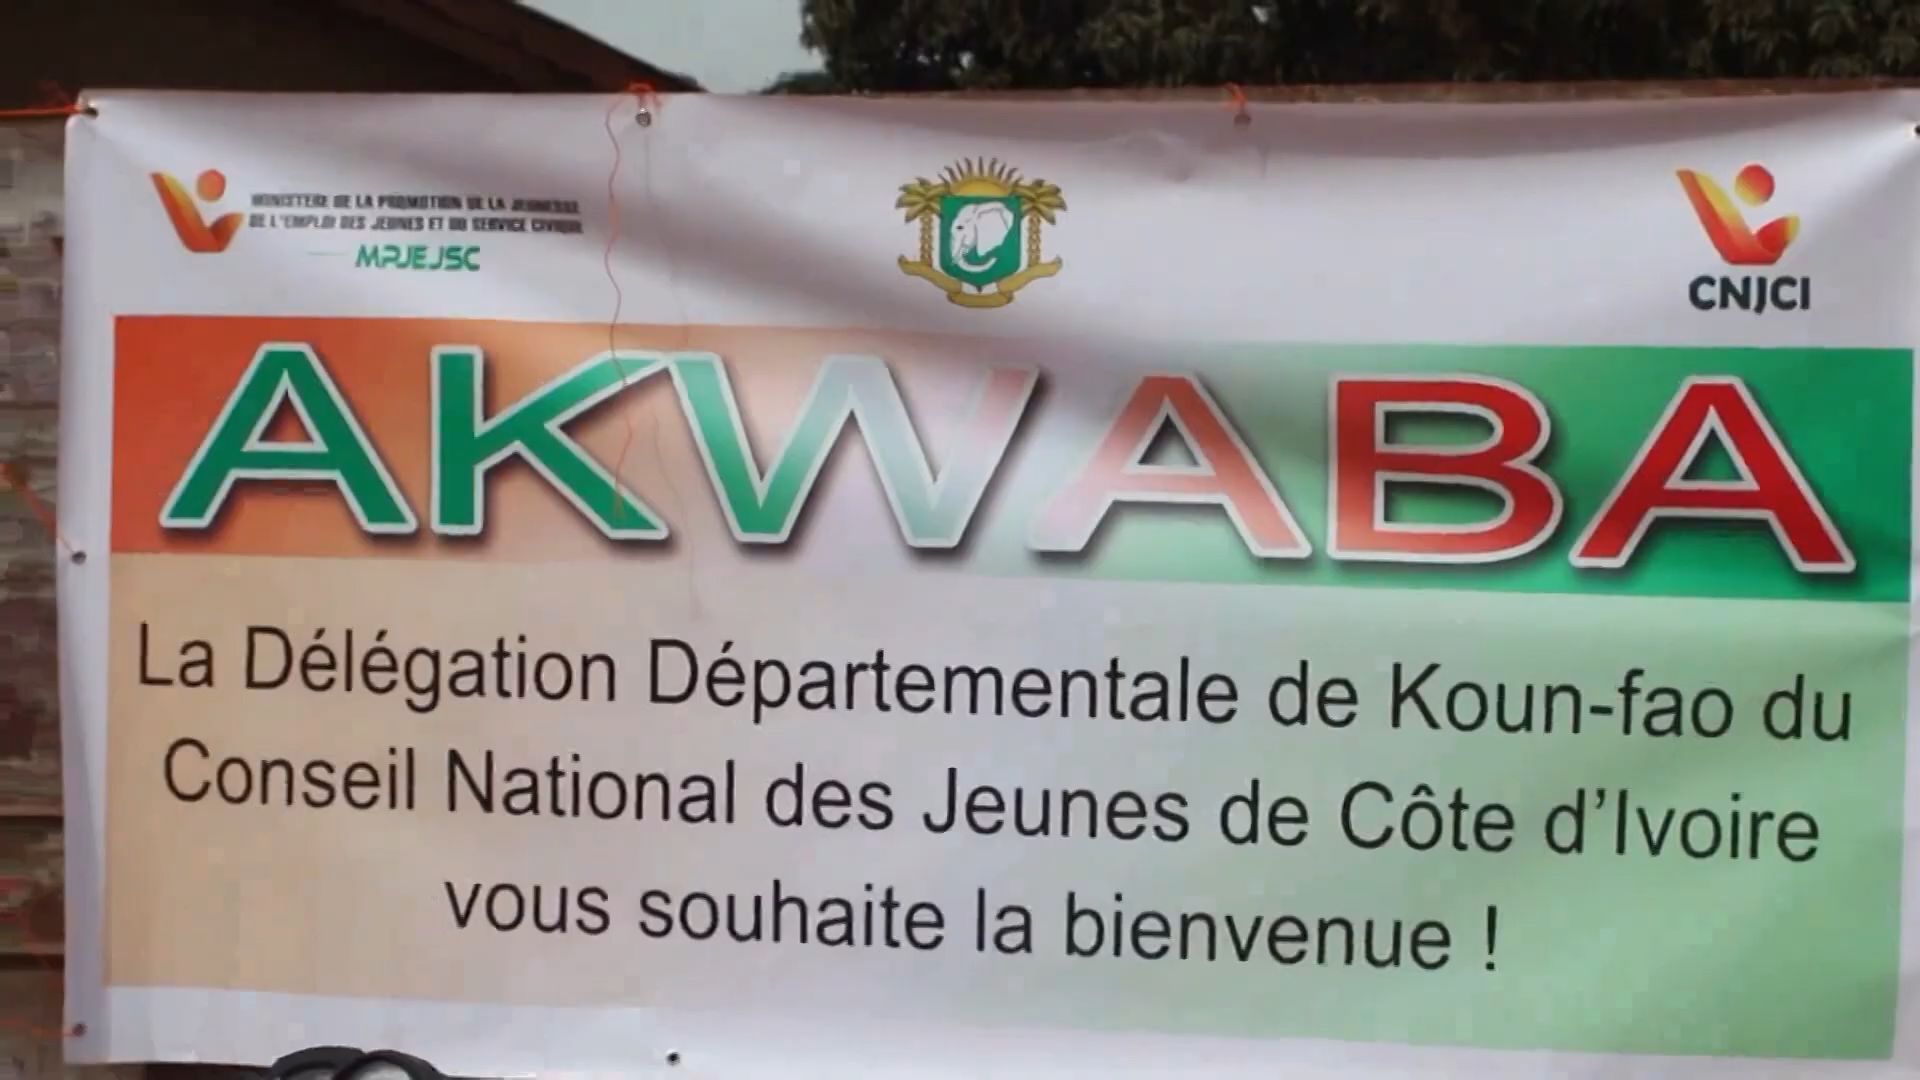 MINISTERE DE LA PROMOTION DE LA JEUNESSE
DE L'EMPLOI DES JEUNES ET DU SERVICE CIVIQUE
MPJEJSC
CNJCI
AKWABA
La Délégation Départementale de Koun-fao du
Conseil National des Jeunes de Côte d'Ivoire
vous souhaite la bienvenue !